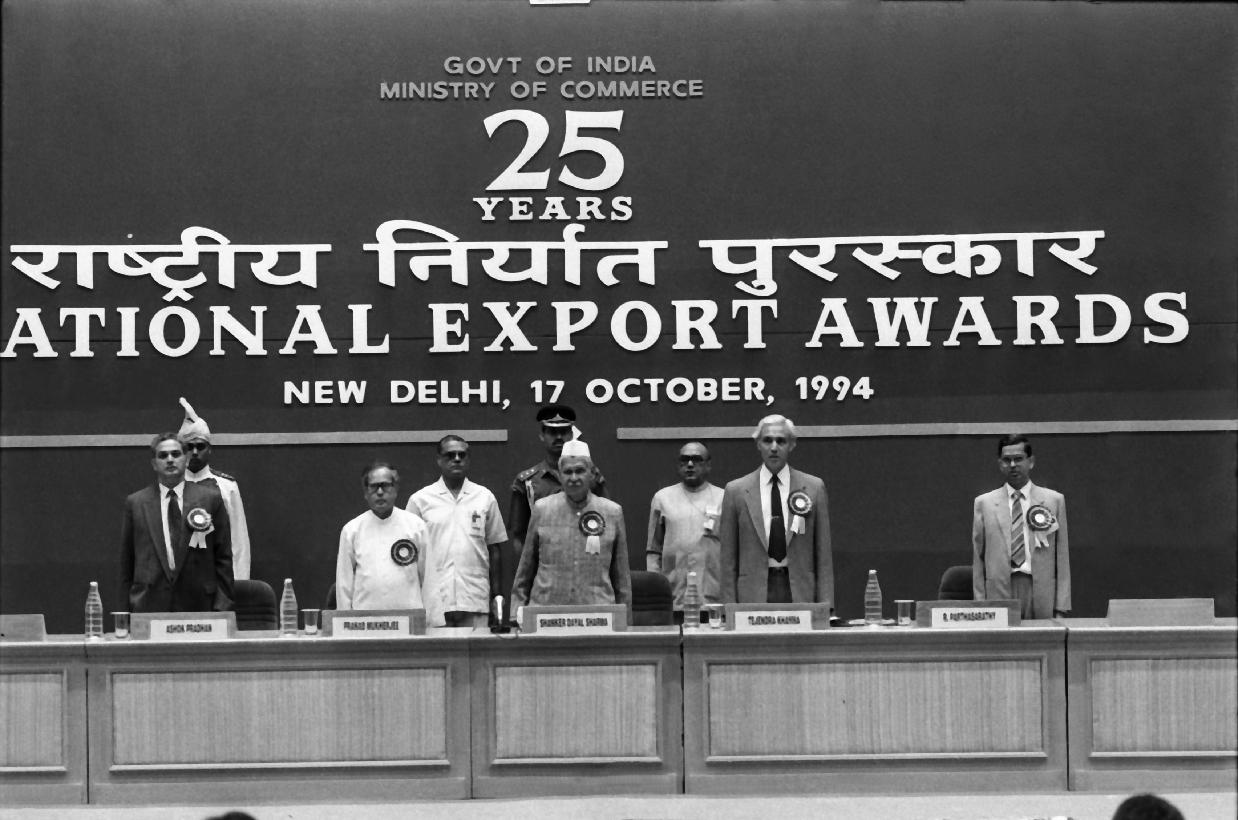 GOVT OF INDIA
MINISTRY OF COMMERCE
25
YEARS
राष्ट्रीय निर्यात पुरस्कार
ATIONAL EXPORT AWARDS
NEW DELHI, 17 OCTOBER, 1994
ASHOK PRADHAN
PRANAB MUKHERJEE
SHANKER DAYAL SHARMA
TEJENDRA KHANNA
R. PARTHASARATHY